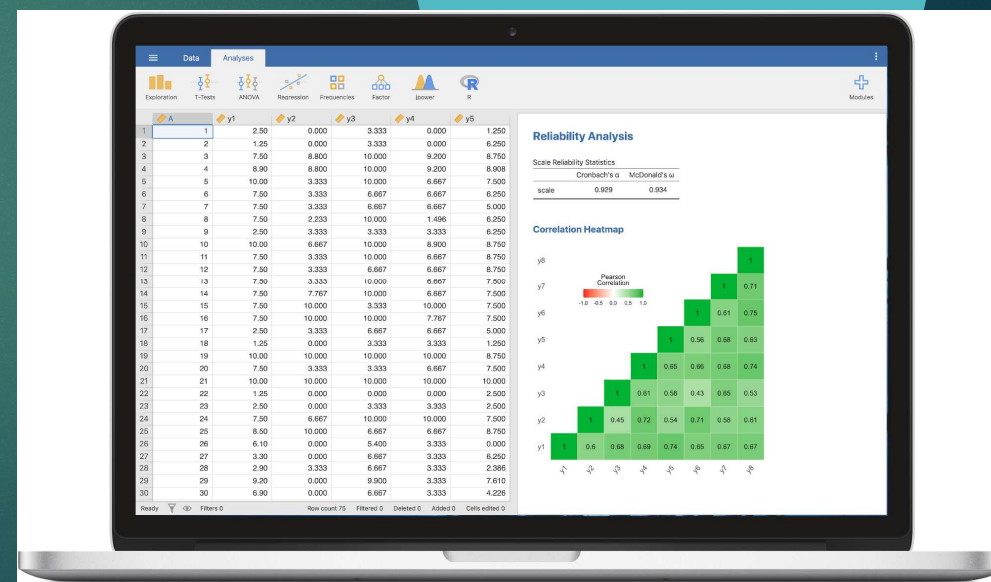 Data Analyses
Exploration T-Tests ANOVA Regression Frequencies Factor jpower R Modules
A y1 y2 y3 y4 y5
1 1 2.50 0.000 3.333 0.000 1.250
2 2 1.25 0.000 3.333 0.000 6.250
3 3 7.50 8.800 10.000 9.200 8.750
4 4 8.90 8.800 10.000 9.200 8.908
5 5 10.00 3.333 10.000 6.667 7.500
6 6 7.50 3.333 6.667 6.667 6.250
7 7 7.50 3.333 6.667 6.667 5.000
8 8 7.50 2.233 10.000 1.496 6.250
9 9 2.50 3.333 3.333 3.333 6.250
10 10 10.00 6.667 10.000 8.900 8.750
11 11 7.50 3.333 10.000 6.667 8.750
12 12 7.50 3.333 6.667 6.667 8.750
13 13 7.50 3.333 10.000 6.667 7.500
14 14 7.50 7.767 10.000 6.667 7.500
15 15 7.50 10.000 3.333 10.000 7.500
16 16 7.50 10.000 10.000 7.767 7.500
17 17 2.50 3.333 6.667 6.667 5.000
18 18 1.25 0.000 3.333 3.333 1.250
19 19 10.00 10.000 10.000 10.000 8.750
20 20 7.50 3.333 3.333 6.667 7.500
21 21 10.00 10.000 10.000 10.000 10.000
22 22 1.25 0.000 0.000 0.000 2.500
23 23 2.50 0.000 3.333 3.333 2.500
24 24 7.50 6.667 10.000 10.000 7.500
25 25 8.50 10.000 6.667 6.667 8.750
26 26 6.10 0.000 5.400 3.333 0.000
27 27 3.30 0.000 6.667 3.333 6.250
28 28 2.90 3.333 6.667 3.333 2.386
29 29 9.20 0.000 9.900 3.333 7.610
30 30 6.90 0.000 6.667 3.333 4.226
Ready Filters 0 Row count 75 Filtered 0 Deleted 0 Added 0 Cells edited 0
Reliability Analysis
Scale Reliability Statistics
Cronbach's α McDonald's ω
scale 0.929 0.934
Correlation Heatmap
Pearson
Correlation
-1.0 -0.5 0.0 0.5 1.0
y8 1
y7 1 0.71
y6 1 0.61 0.75
y5 1 0.56 0.68 0.63
y4 1 0.65 0.66 0.68 0.74
y3 1 0.61 0.58 0.43 0.65 0.53
y2 1 0.45 0.72 0.54 0.71 0.58 0.61
y1 1 0.6 0.68 0.69 0.74 0.65 0.67 0.67
y1 y2 y3 y4 y5 y6 y7 y8